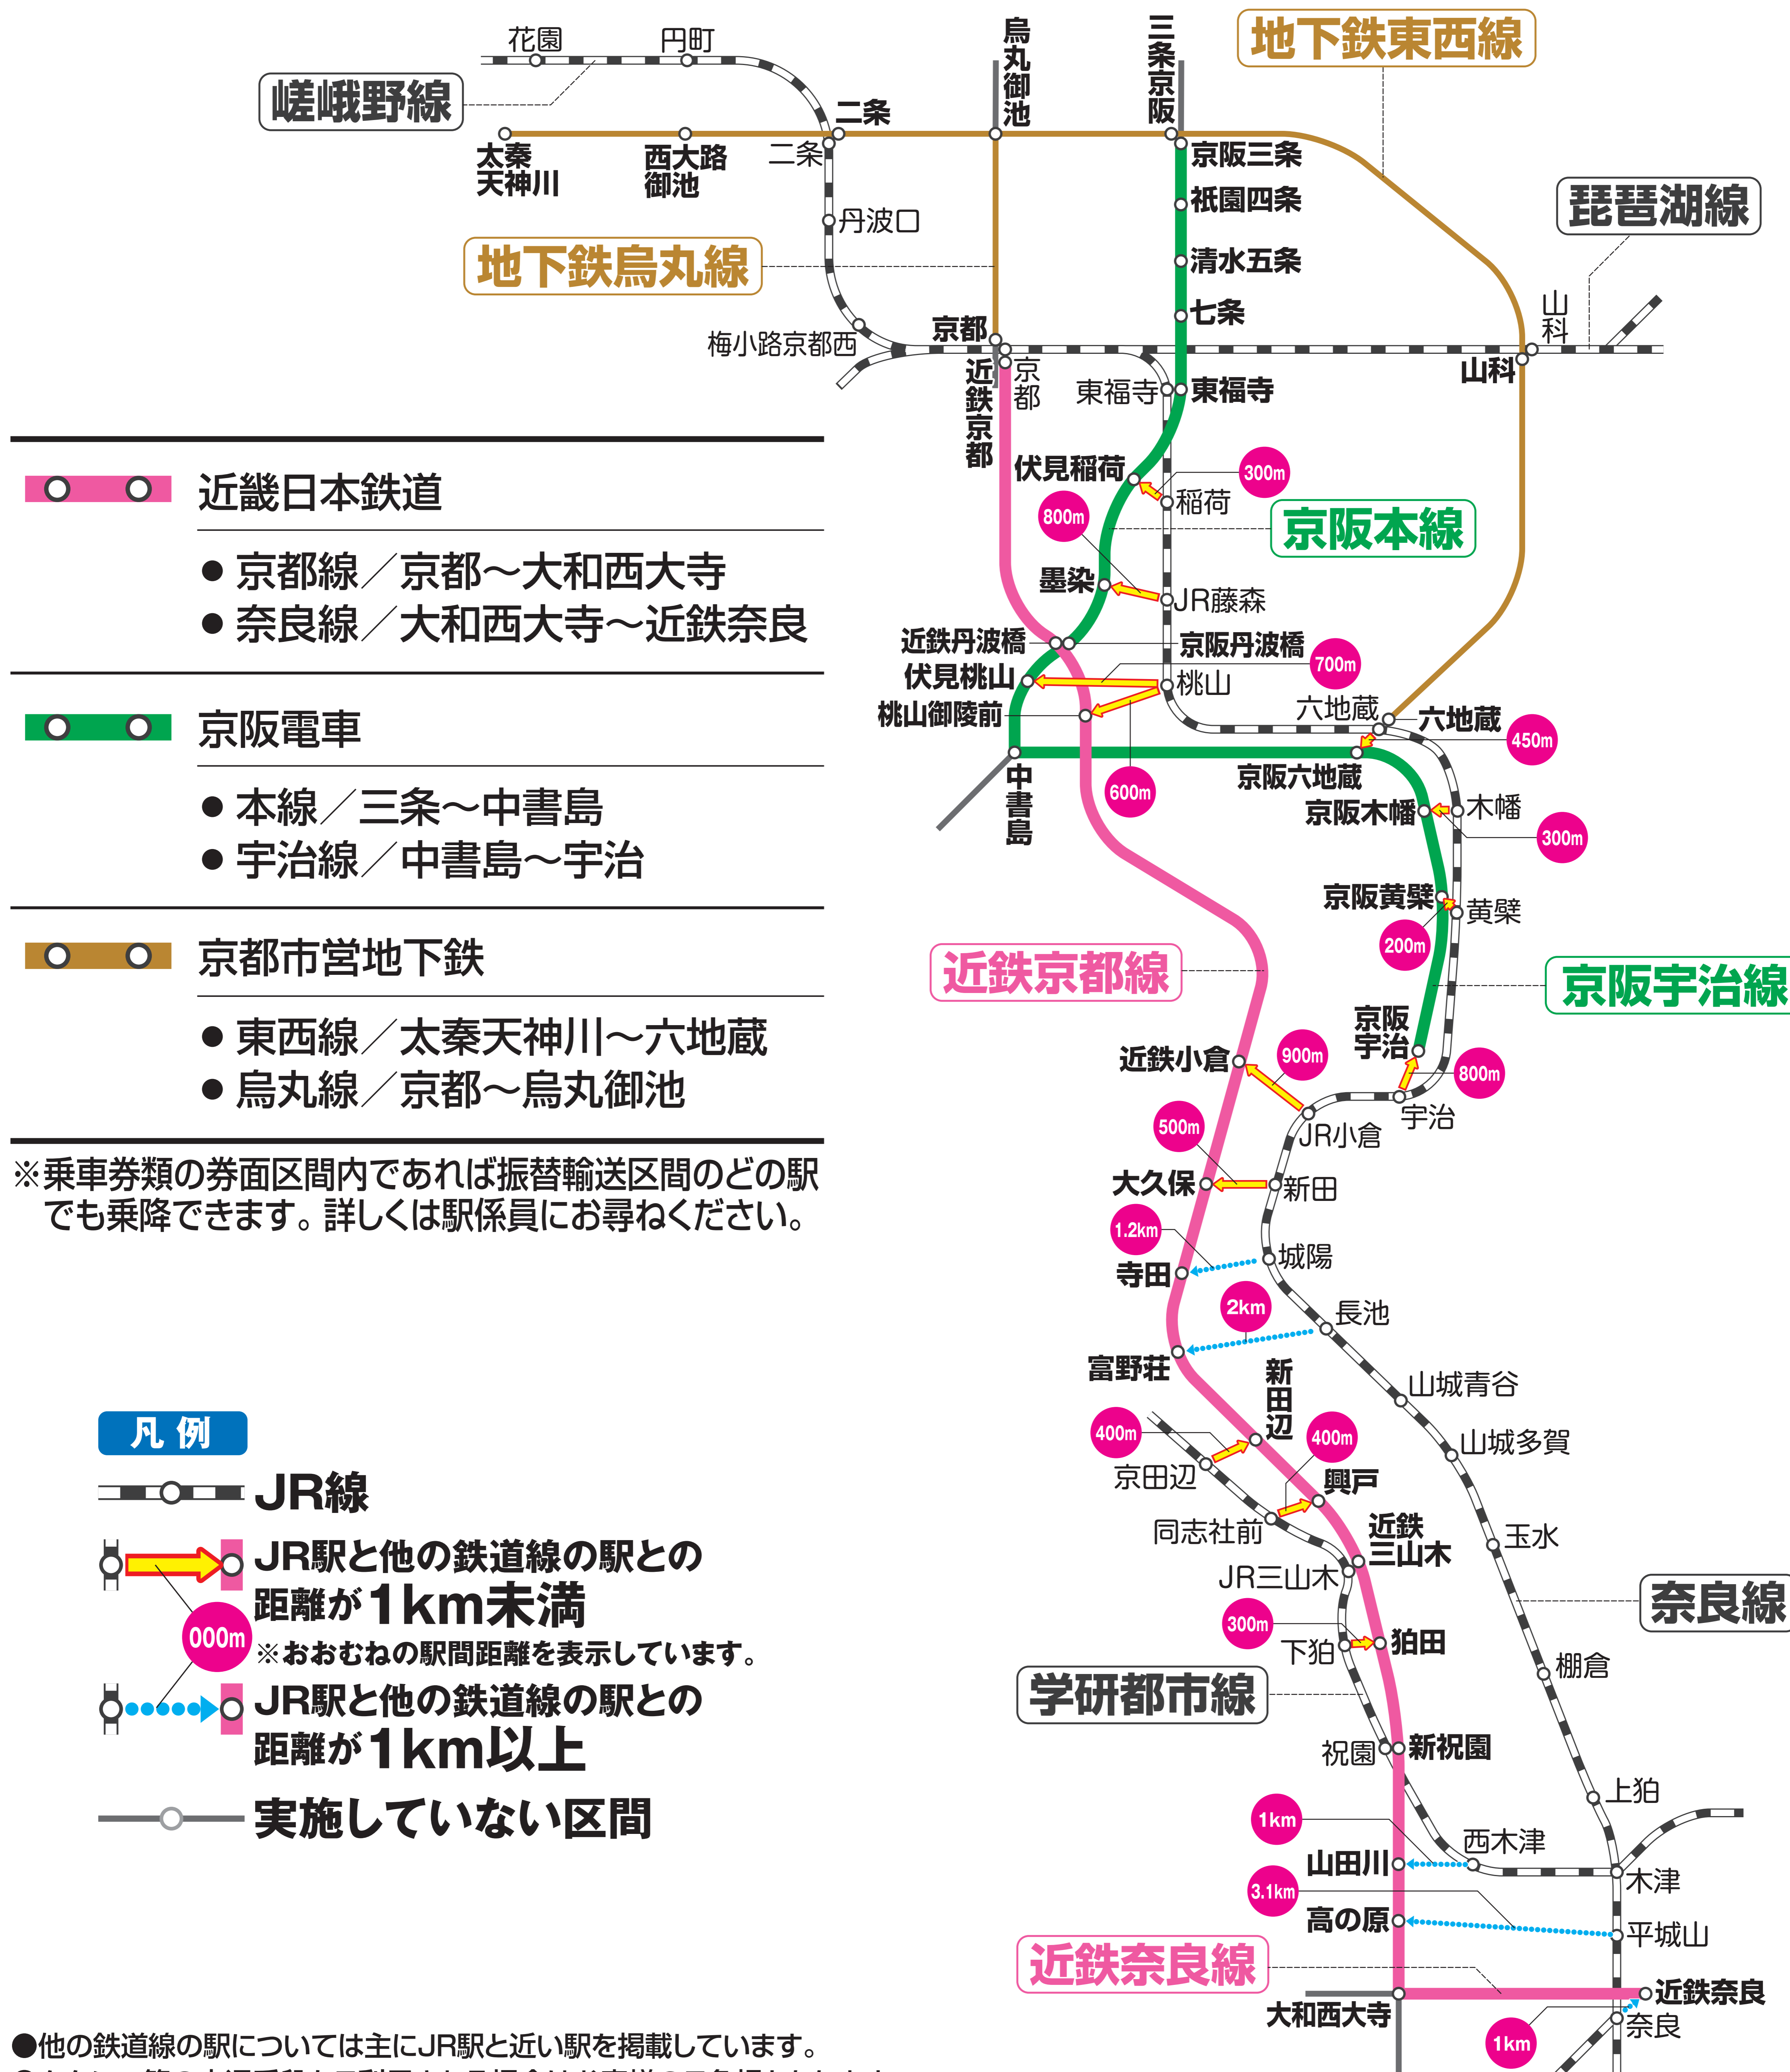 花園
円町
烏丸御池
三条京阪
地下鉄東西線
嵯峨野線
二条
太秦
天神川
西大路
御池
二条
京阪三条
祇園四条
丹波口
琵琶湖線
地下鉄烏丸線
清水五条
七条
山科
京都
梅小路京都西
近鉄京都
京都
東福寺
東福寺
山科
伏見稲荷
300m
稲荷
800m
京阪本線
墨染
JR藤森
近鉄丹波橋
京阪丹波橋
700m
伏見桃山
桃山
桃山御陵前
六地蔵
六地蔵
450m
中書島
600m
京阪六地蔵
京阪木幡
木幡
300m
京阪黄檗
黄檗
200m
近鉄京都線
京阪宇治線
京阪
宇治
近鉄小倉
900m
800m
500m
JR小倉
宇治
大久保
新田
1.2km
城陽
寺田
2km
長池
富野荘
新田辺
山城青谷
400m
400m
山城多賀
京田辺
興戸
同志社前
近鉄
三山木
玉水
JR三山木
奈良線
300m
下狛
狛田
棚倉
学研都市線
祝園
新祝園
上狛
1km
西木津
山田川
木津
3.1km
高の原
平城山
近鉄奈良線
近鉄奈良
大和西大寺
奈良
1km
近畿日本鉄道
●京都線／京都～大和西大寺
●奈良線／大和西大寺～近鉄奈良
京阪電車
●本線／三条～中書島
●宇治線／中書島～宇治
京都市営地下鉄
●東西線／太秦天神川～六地蔵
●烏丸線／京都～烏丸御池
※乗車券類の券面区間内であれば振替輸送区間のどの駅
でも乗降できます。詳しくは駅係員にお尋ねください。
凡例
JR線
JR駅と他の鉄道線の駅との
距離が1km未満
000m
※おおむねの駅間距離を表示しています。
JR駅と他の鉄道線の駅との
距離が1km以上
実施していない区間
●他の鉄道線の駅については主にJR駅と近い駅を掲載しています。